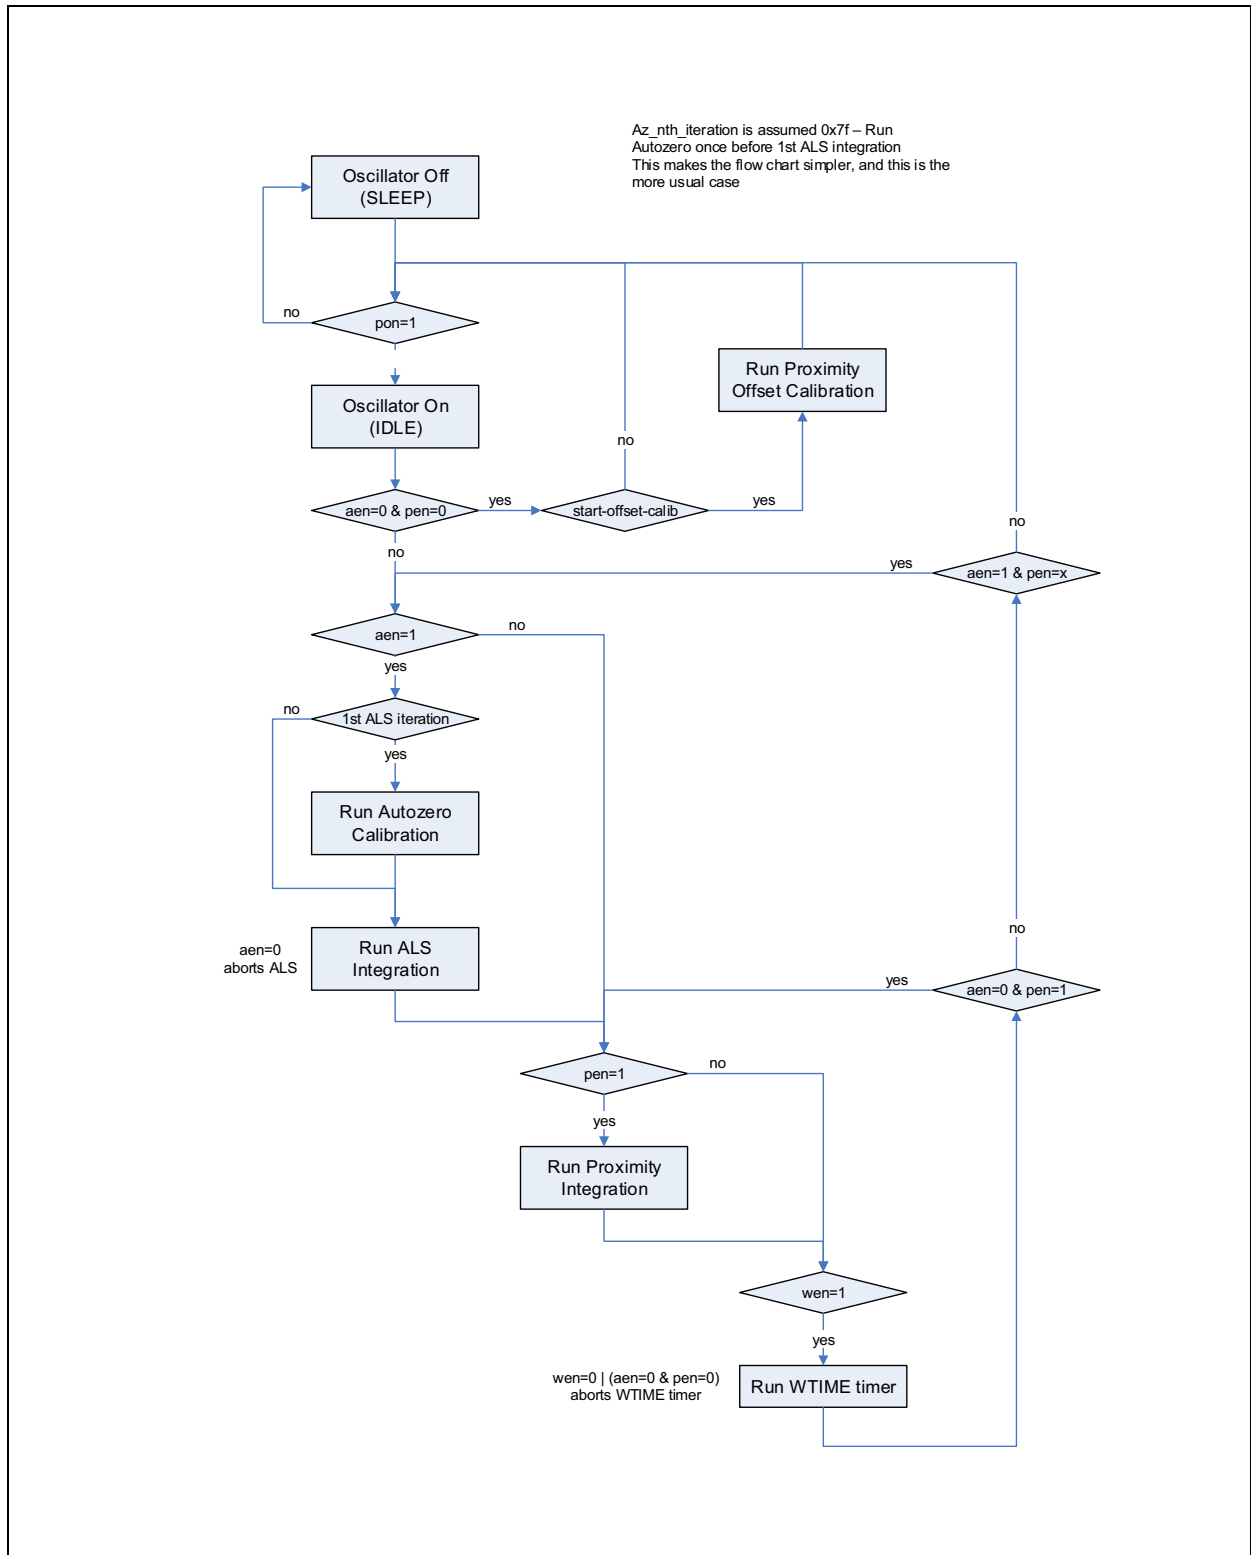 Az_nth_iteration is assumed 0x7f – Run
Autozero once before 1st ALS integration
This makes the flow chart simpler, and this is the
more usual case
Oscillator Off
(SLEEP)
no
pon=1
Run Proximity
Offset Calibration
Oscillator On
(IDLE)
no
aen=0 & pen=0
yes
start-offset-calib
yes
no
no
yes
aen=1 & pen=x
aen=1
no
yes
no
1st ALS iteration
yes
Run Autozero
Calibration
no
aen=0
aborts ALS
Run ALS
Integration
yes
aen=0 & pen=1
pen=1
no
yes
Run Proximity
Integration
wen=1
yes
wen=0 | (aen=0 & pen=0)
aborts WTIME timer
Run WTIME timer